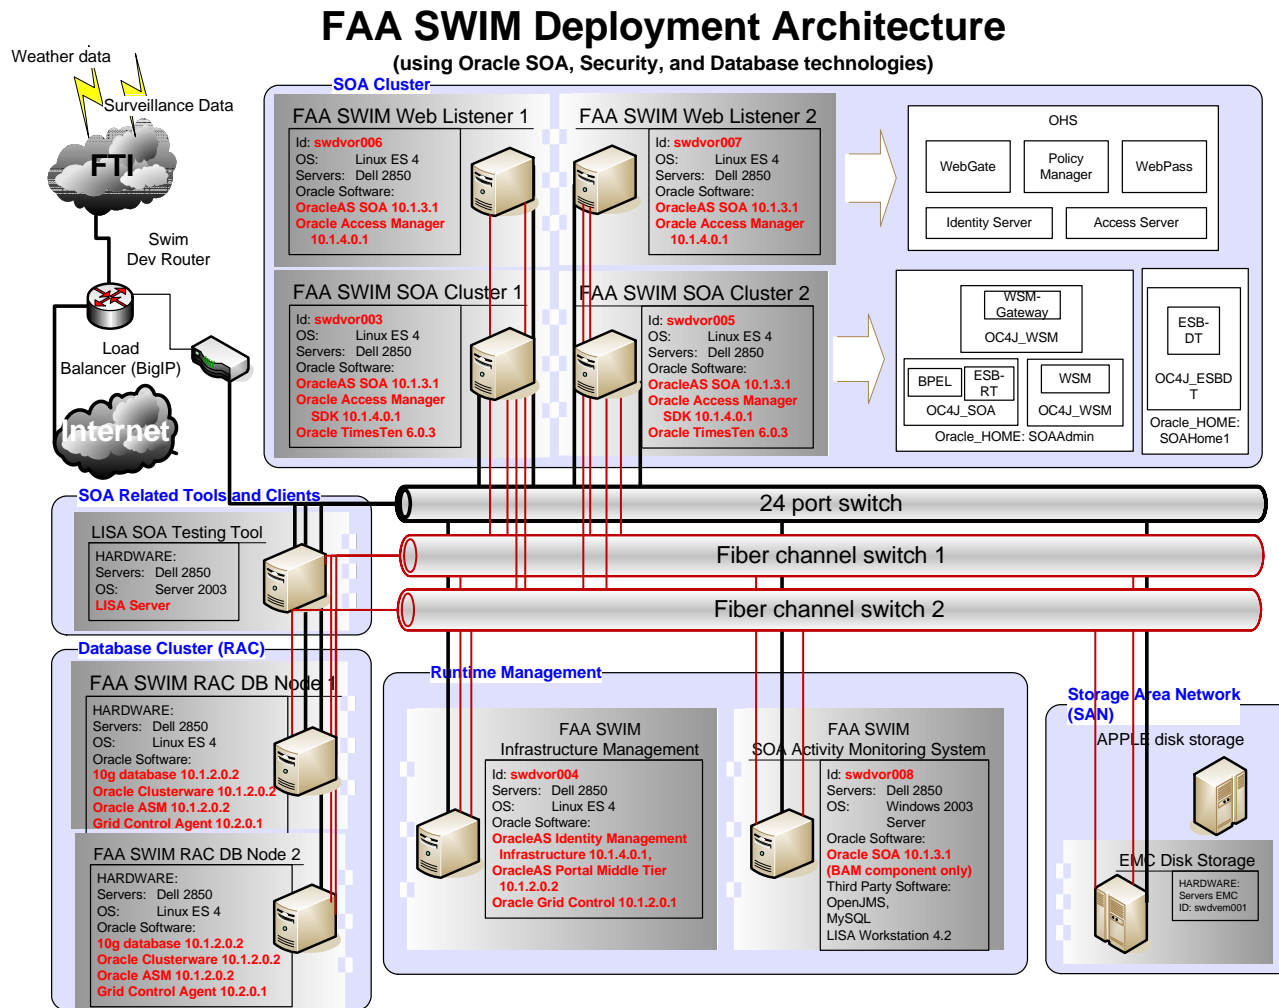 FAA SWIM Deployment Architecture
(using Oracle SOA, Security, and Database technologies)
Weather data
Surveillance Data
FTI
Swim
Dev Router
Load
Balancer (BigIP)
Internet
SOA Cluster
FAA SWIM Web Listener 1
Id: swdvor006
OS: Linux ES 4
Servers: Dell 2850
Oracle Software:
OracleAS SOA 10.1.3.1
Oracle Access Manager
10.1.4.0.1
FAA SWIM Web Listener 2
Id: swdvor007
OS: Linux ES 4
Servers: Dell 2850
Oracle Software:
OracleAS SOA 10.1.3.1
Oracle Access Manager
10.1.4.0.1
OHS
WebGate
Policy
Manager
WebPass
Identity Server
Access Server
FAA SWIM SOA Cluster 1
Id: swdvor003
OS: Linux ES 4
Servers: Dell 2850
Oracle Software:
OracleAS SOA 10.1.3.1
Oracle Access Manager
SDK 10.1.4.0.1
Oracle TimesTen 6.0.3
FAA SWIM SOA Cluster 2
Id: swdvor005
OS: Linux ES 4
Servers: Dell 2850
Oracle Software:
OracleAS SOA 10.1.3.1
Oracle Access Manager
SDK 10.1.4.0.1
Oracle TimesTen 6.0.3
WSM-
Gateway
OC4J_WSM
BPEL
ESB-
RT
OC4J_SOA
WSM
OC4J_WSM
Oracle_HOME: SOAAdmin
ESB-
DT
OC4J_ESBD
T
Oracle_HOME:
SOAHome1
24 port switch
Fiber channel switch 1
Fiber channel switch 2
SOA Related Tools and Clients
LISA SOA Testing Tool
HARDWARE:
Servers: Dell 2850
OS: Server 2003
LISA Server
Database Cluster (RAC)
FAA SWIM RAC DB Node 1
HARDWARE:
Servers: Dell 2850
OS: Linux ES 4
Oracle Software:
10g database 10.1.2.0.2
Oracle Clusterware 10.1.2.0.2
Oracle ASM 10.1.2.0.2
Grid Control Agent 10.2.0.1
FAA SWIM RAC DB Node 2
HARDWARE:
Servers: Dell 2850
OS: Linux ES 4
Oracle Software:
10g database 10.1.2.0.2
Oracle Clusterware 10.1.2.0.2
Oracle ASM 10.1.2.0.2
Grid Control Agent 10.2.0.1
Runtime Management
FAA SWIM
Infrastructure Management
Id: swdvor004
Servers: Dell 2850
OS: Linux ES 4
Oracle Software:
OracleAS Identity Management
Infrastructure 10.1.4.0.1,
OracleAS Portal Middle Tier
10.1.2.0.2
Oracle Grid Control 10.1.2.0.1
FAA SWIM
SOA Activity Monitoring System
Id: swdvor008
Servers: Dell 2850
OS: Windows 2003
Server
Oracle Software:
Oracle SOA 10.1.3.1
(BAM component only)
Third Party Software:
OpenJMS,
MySQL
LISA Workstation 4.2
Storage Area Network
(SAN)
APPLE disk storage
EMC Disk Storage
HARDWARE:
Servers EMC
ID: swdvem001